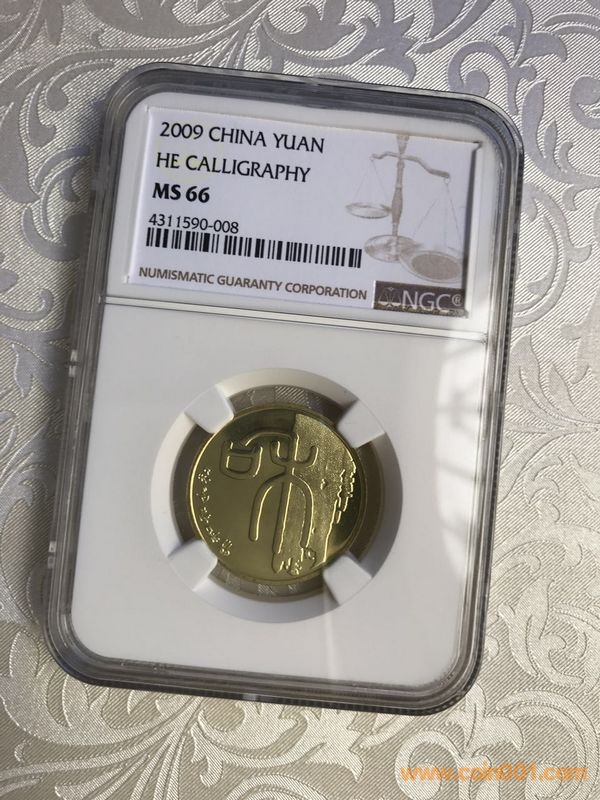 2009 CHINA YUAN
HE CALLIGRAPHY
MS 66
4311590-008
NUMISMATIC GUARANTY CORPORATION
NGC®
www.coin001.com